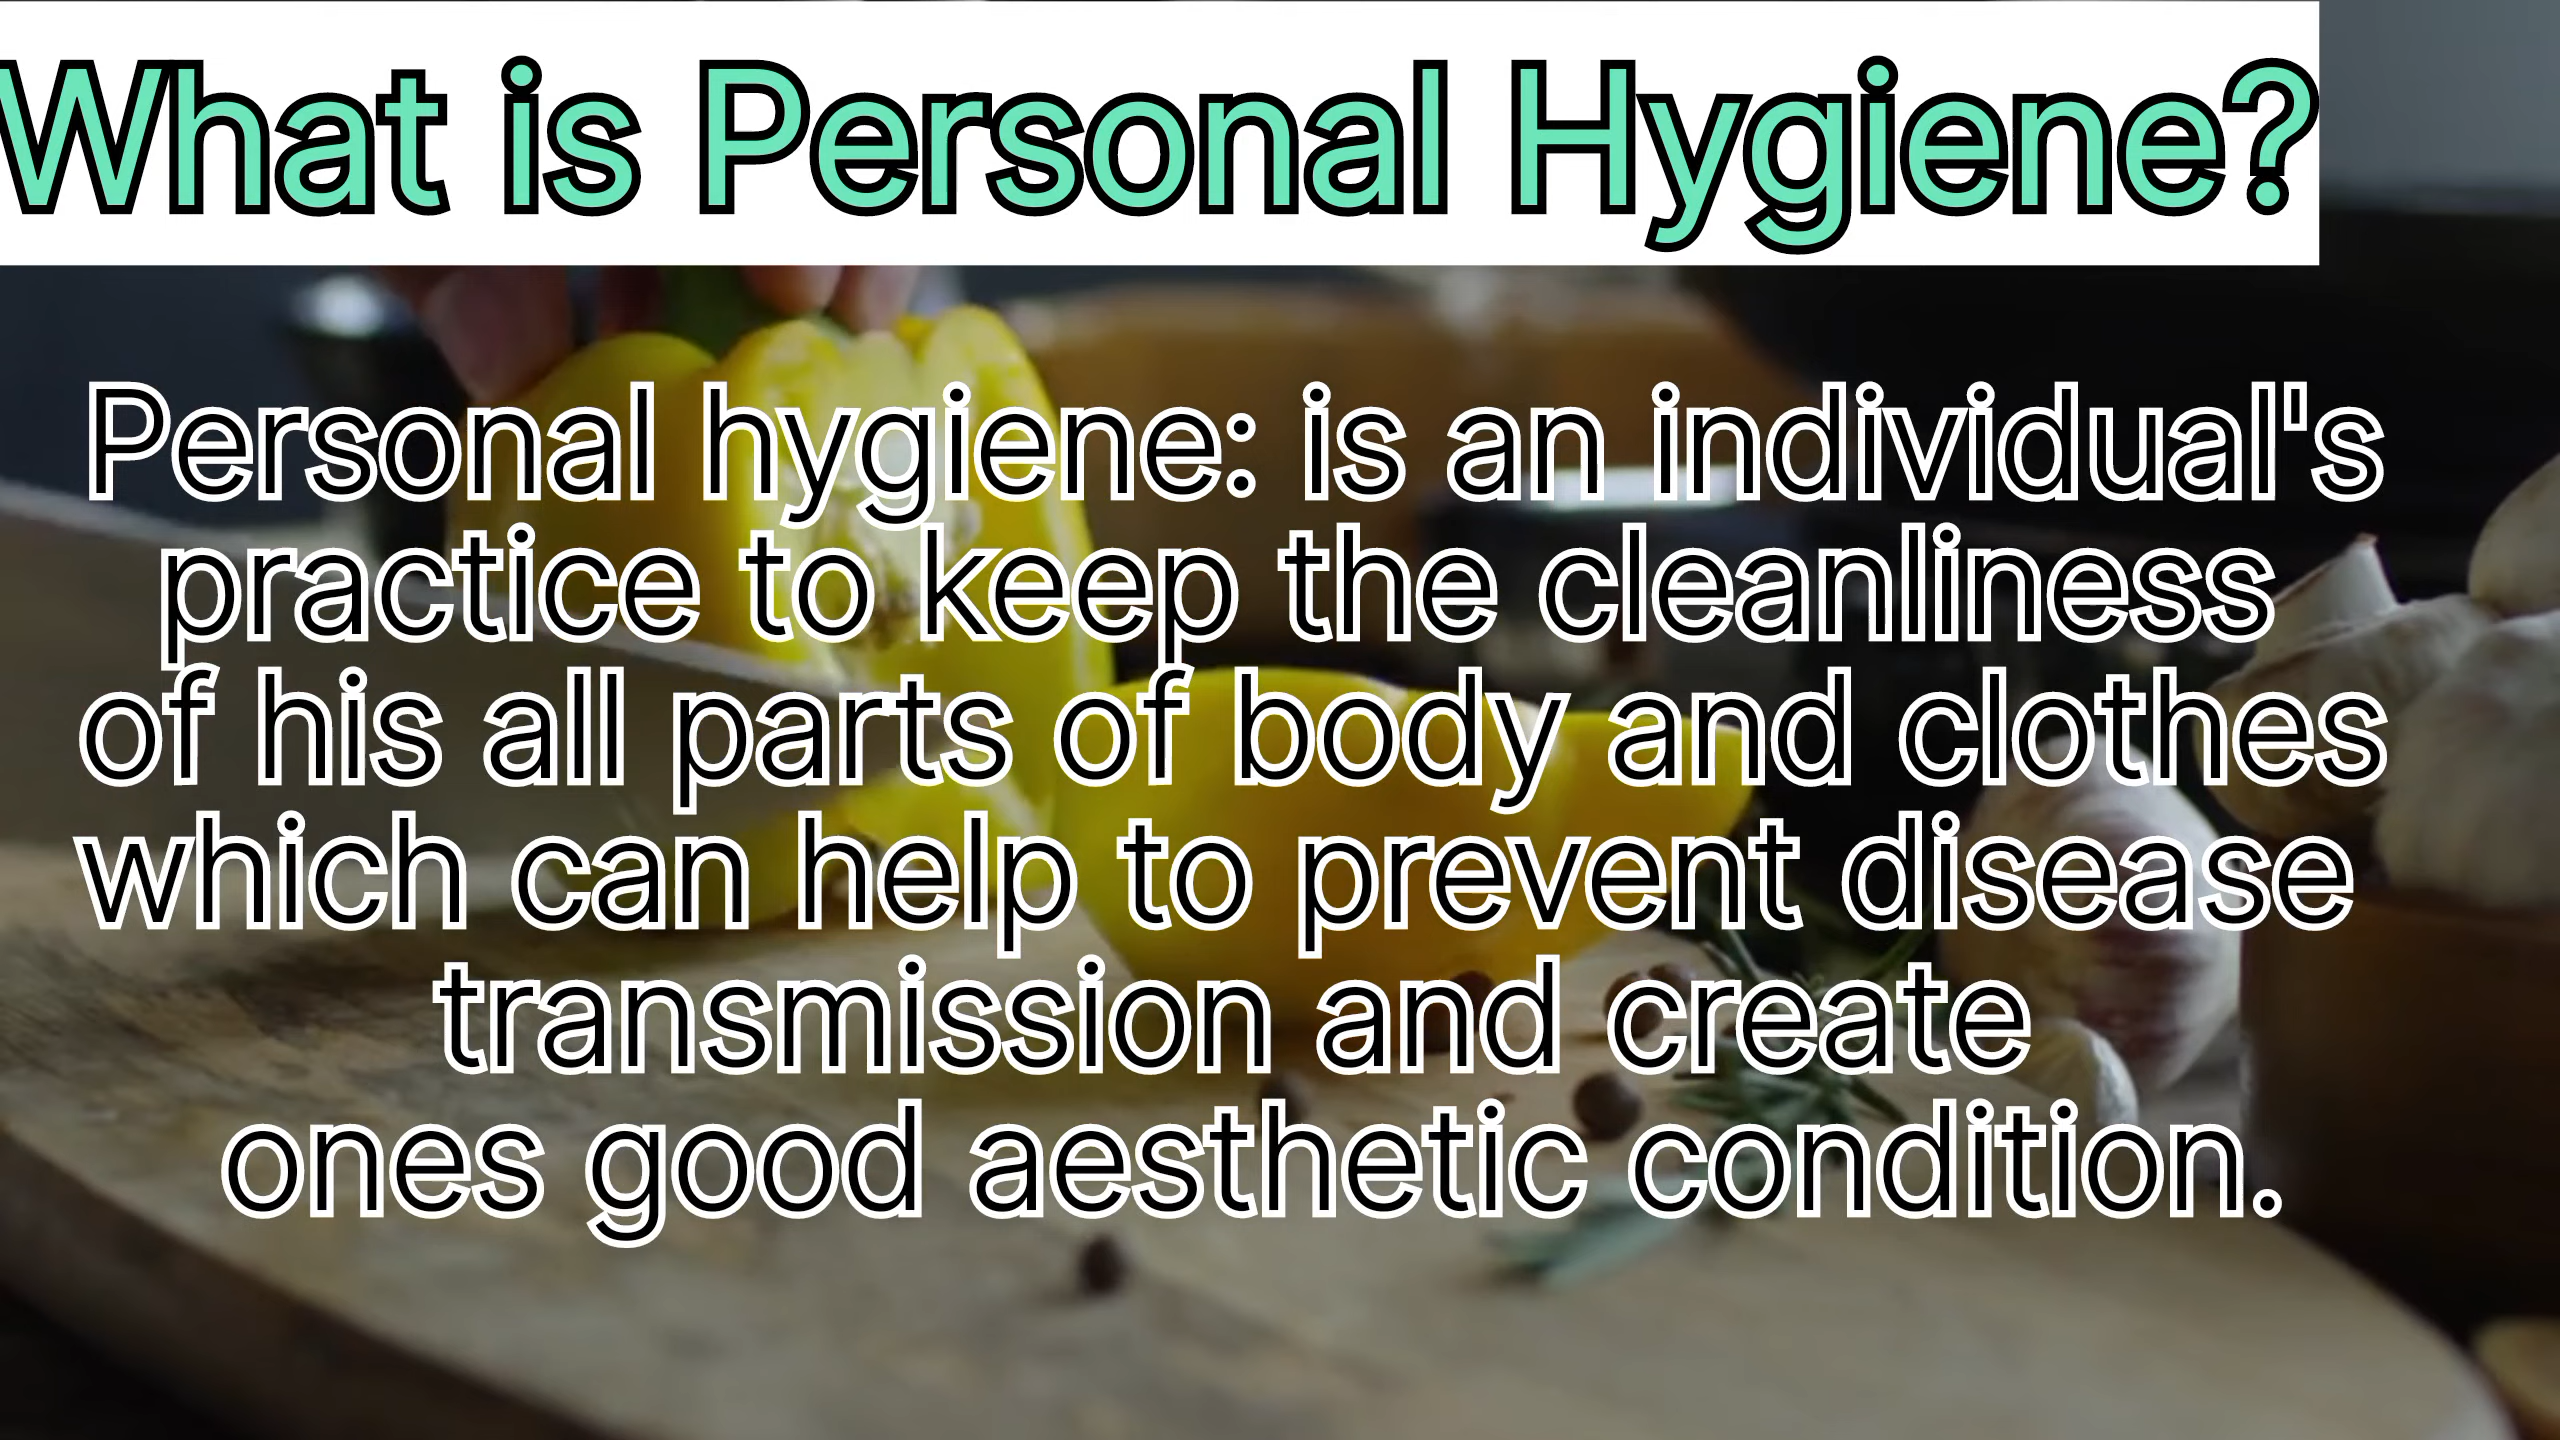 What is Personal Hygiene?
Personal hygiene: is an individual's
practice to keep the cleanliness
of his all parts of body and clothes
which can help to prevent disease
transmission and create
ones good aesthetic condition.